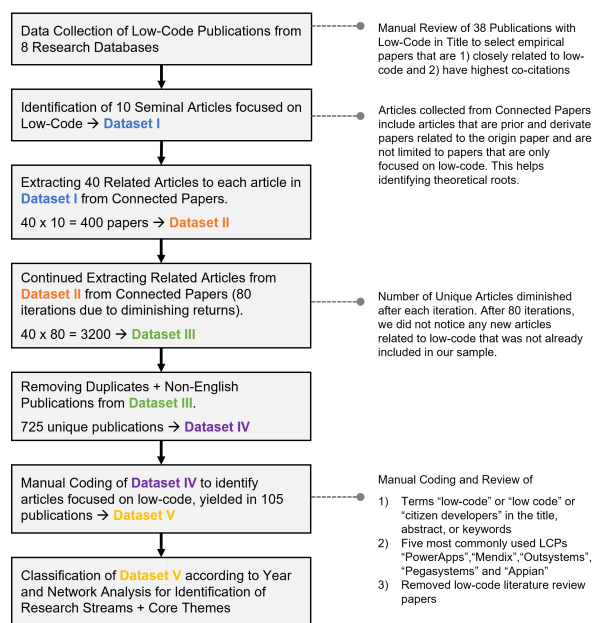 Data Collection of Low-Code Publications from
8 Research Databases
Manual Review of 38 Publications with
Low-Code in Title to select empirical
papers that are 1) closely related to low-
code and 2) have highest co-citations
Identification of 10 Seminal Articles focused on
Low-Code → Dataset I
Articles collected from Connected Papers
include articles that are prior and derivate
papers related to the origin paper and are
not limited to papers that are only
focused on low-code. This helps
identifying theoretical roots.
Extracting 40 Related Articles to each article in
Dataset I from Connected Papers.
40 x 10 = 400 papers → Dataset II
Continued Extracting Related Articles from
Dataset II from Connected Papers (80
iterations due to diminishing returns).
40 x 80 = 3200 → Dataset III
Number of Unique Articles diminished
after each iteration. After 80 iterations,
we did not notice any new articles
related to low-code that was not already
included in our sample.
Removing Duplicates + Non-English
Publications from Dataset III.
725 unique publications → Dataset IV
Manual Coding of Dataset IV to identify
articles focused on low-code, yielded in 105
publications → Dataset V
Manual Coding and Review of
1) Terms “low-code” or “low code” or
“citizen developers” in the title,
abstract, or keywords
2) Five most commonly used LCPs
“PowerApps”,“Mendix”,“Outsystems”,
“Pegasystems” and “Appian”
3) Removed low-code literature review
papers
Classification of Dataset V according to Year
and Network Analysis for Identification of
Research Streams + Core Themes